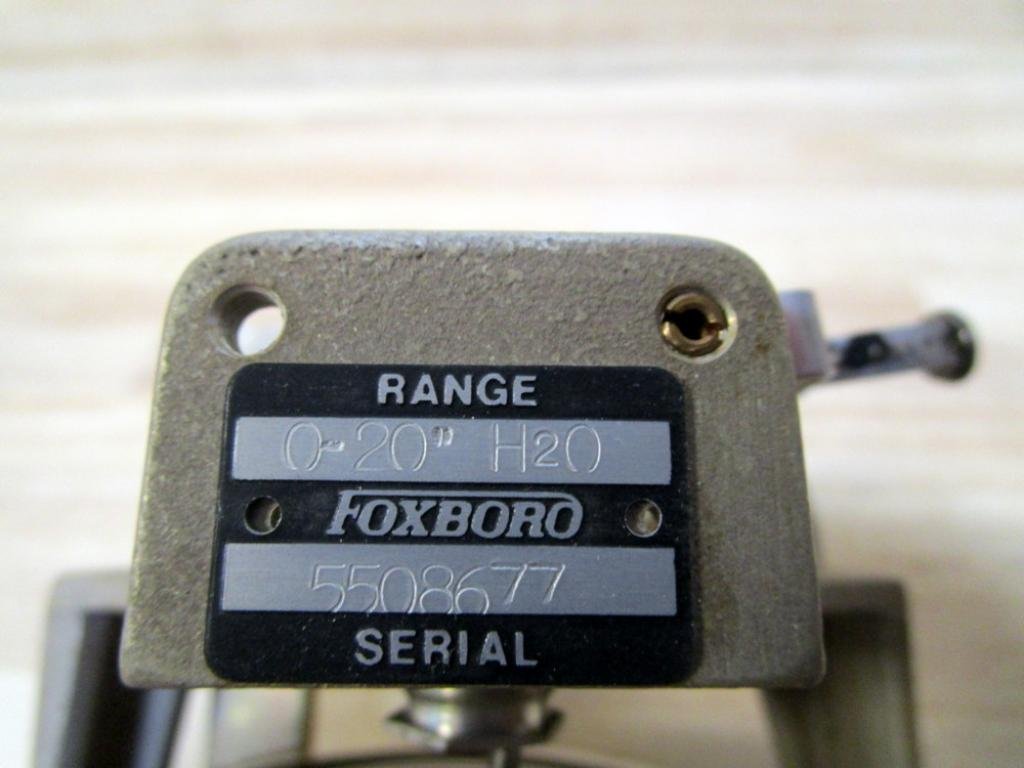 RANGE
0-20" H2O
FOXBORO
5508677
SERIAL